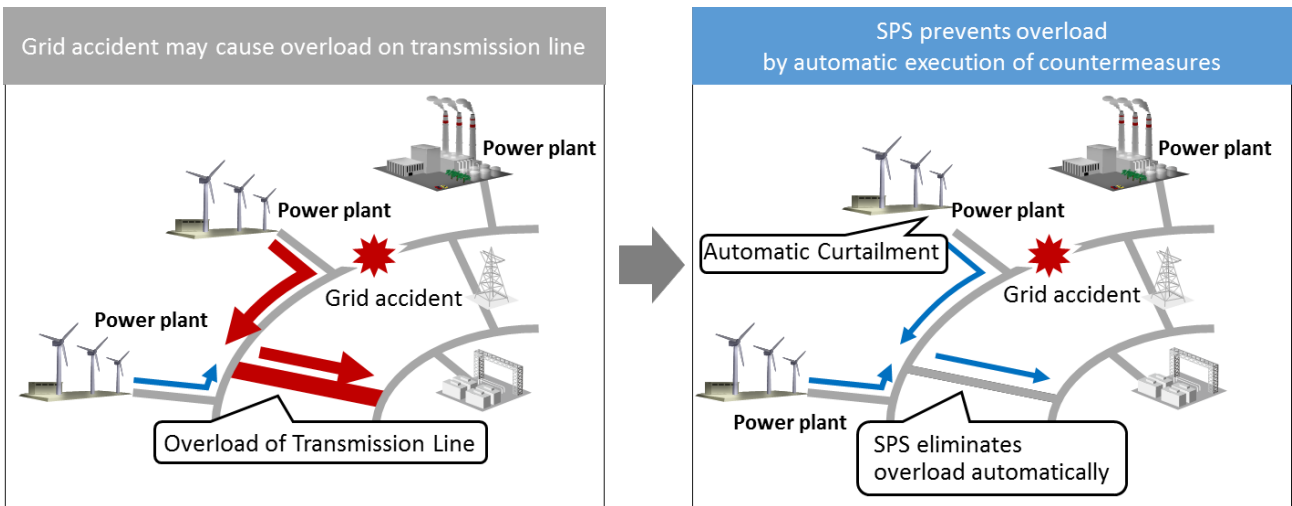 Grid accident may cause overload on transmission line
Power plant
Power plant
Grid accident
Power plant
Overload of Transmission Line
SPS prevents overload
by automatic execution of countermeasures
Power plant
Power plant
Automatic Curtailment
Grid accident
Power plant
SPS eliminates
overload automatically